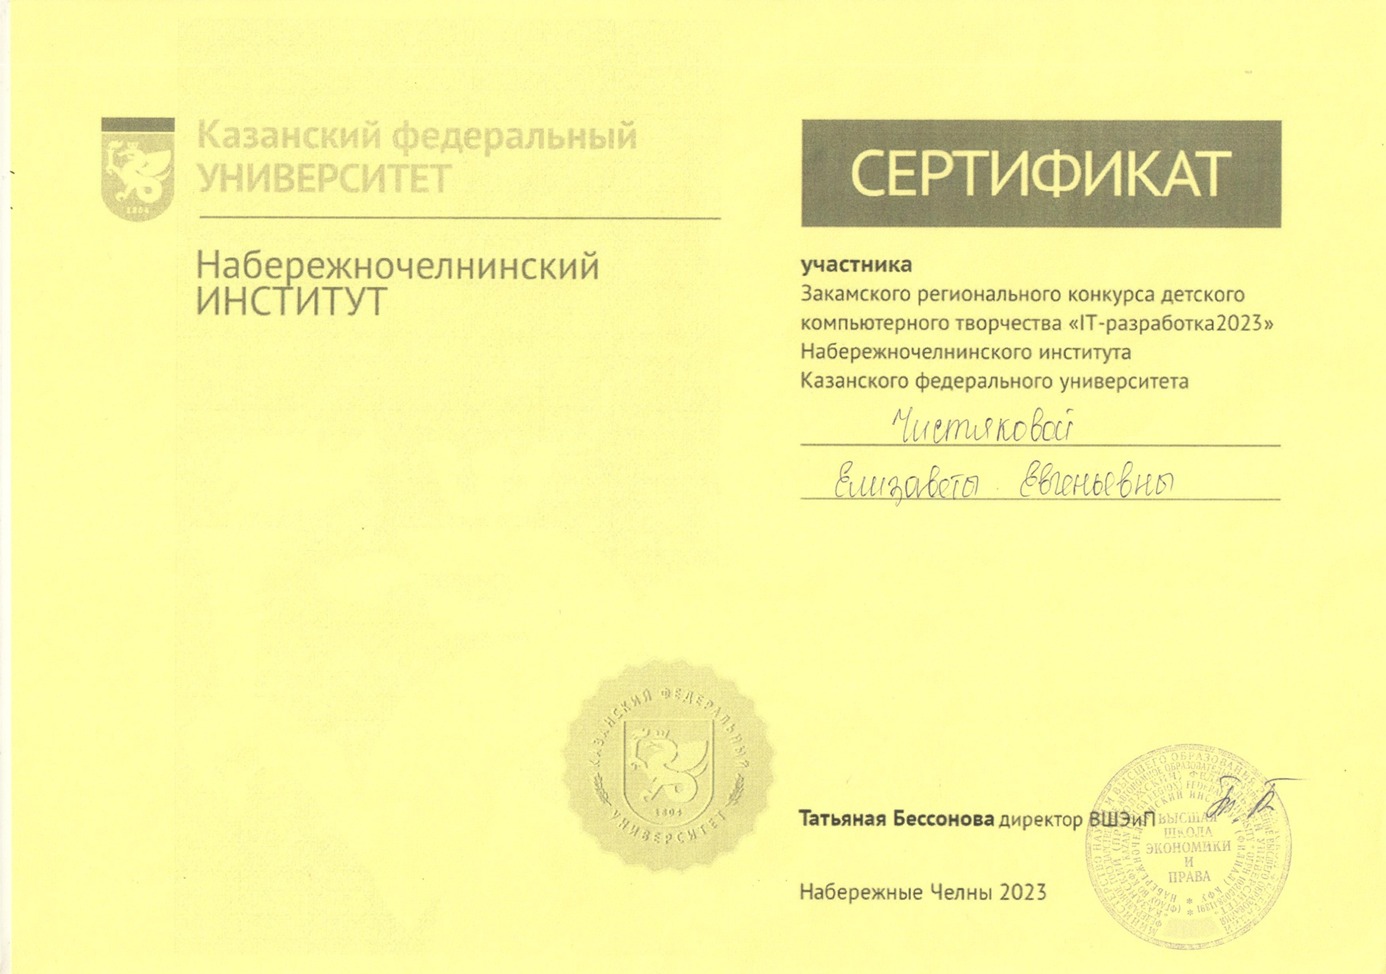 Казанский федеральный
УНИВЕРСИТЕТ
1804
Набережночелнинский
ИНСТИТУТ
СЕРТИФИКАТ
участника
Закамского регионального конкурса детского
компьютерного творчества «IT-разработка2023»
Набережночелнинского института
Казанского федерального университета
Чистяковой
Елизаветы Евгеньевны
КАЗАНСКИЙ ФЕДЕРАЛЬНЫЙ
УНИВЕРСИТЕТ
1804
Татьяна Бессонова директор ВШЭиП
ВЫСШАЯ
ШКОЛА
ЭКОНОМИКИ
И
ПРАВА
Набережные Челны 2023